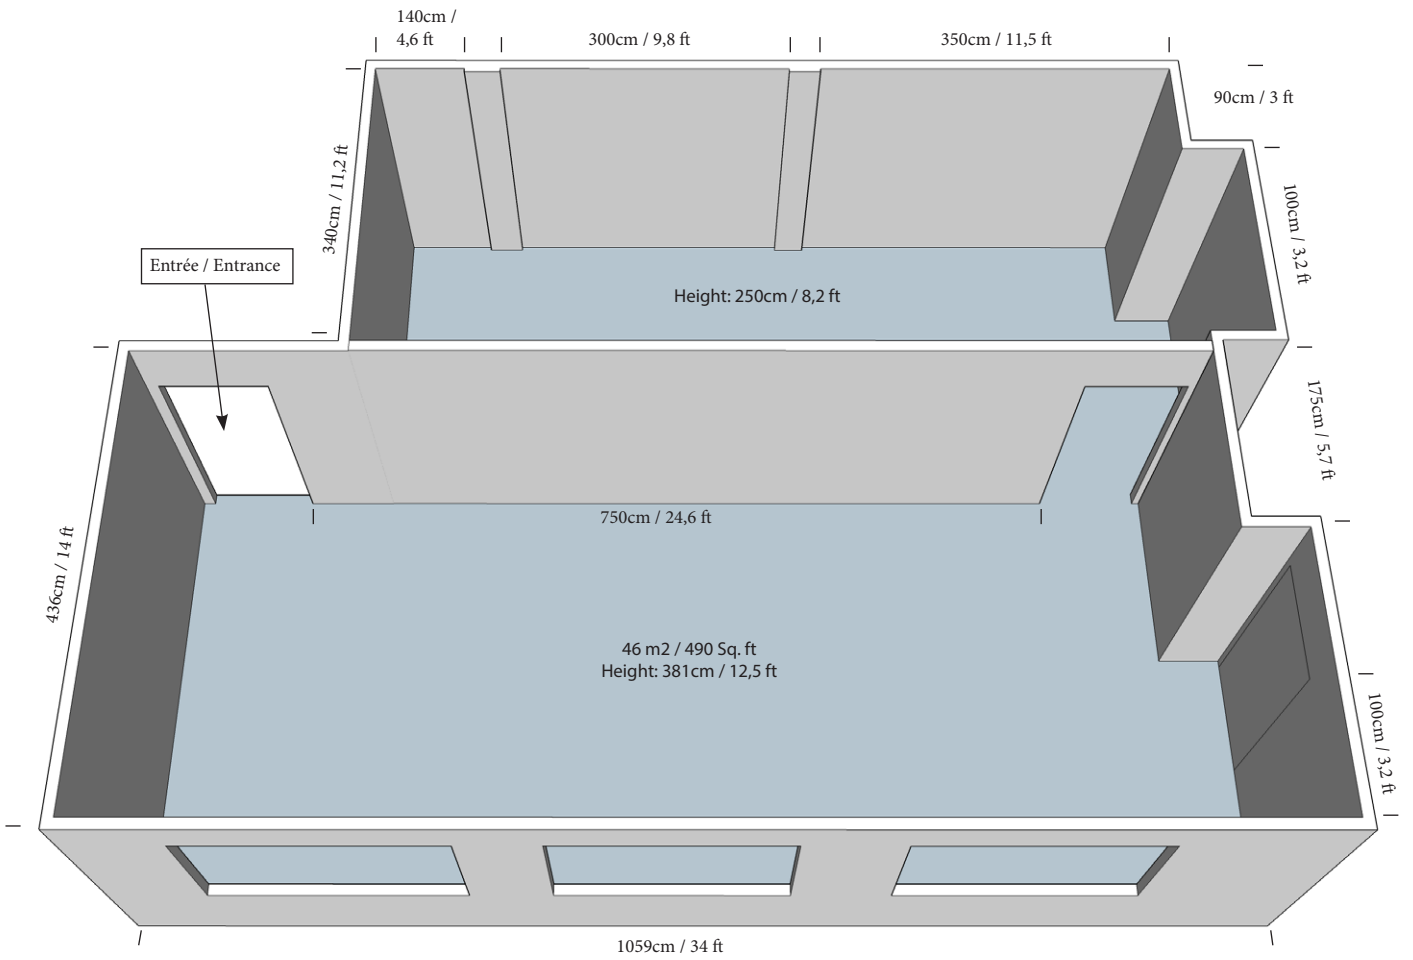 140cm /
4,6 ft
300cm / 9,8 ft
350cm / 11,5 ft
90cm / 3 ft
340cm / 11,2 ft
100cm / 3,2 ft
Entrée / Entrance
Height: 250cm / 8,2 ft
175cm / 5,7 ft
750cm / 24,6 ft
436cm / 14 ft
46 m2 / 490 Sq. ft
Height: 381cm / 12,5 ft
100cm / 3,2 ft
1059cm / 34 ft